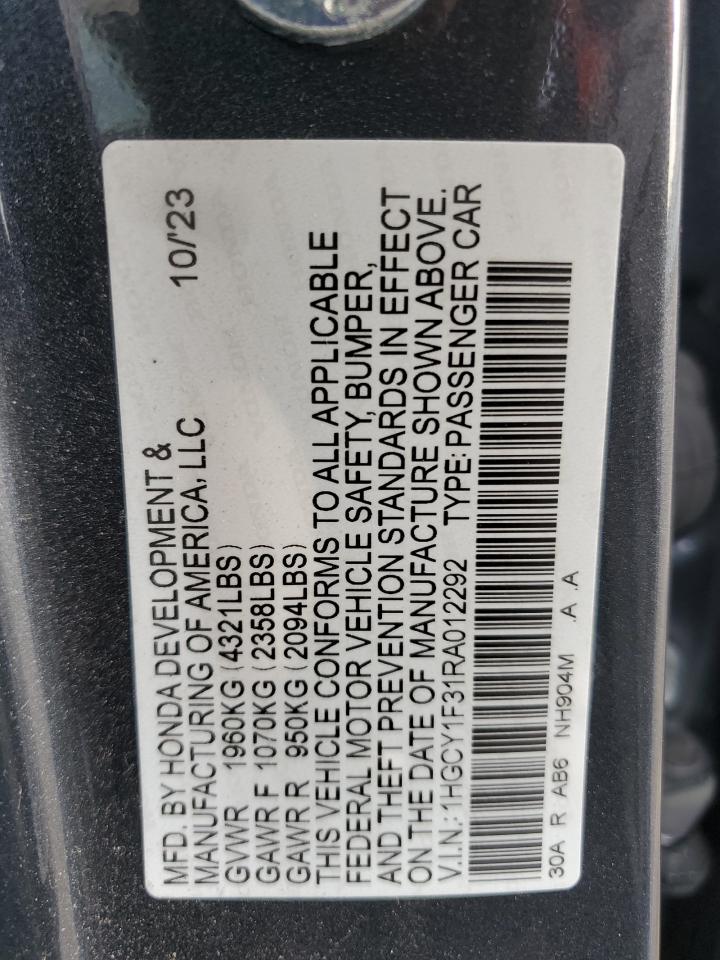 MFD. BY HONDA DEVELOPMENT & 10/'23
MANUFACTURING OF AMERICA, LLC
GVWR 1960KG (4321LBS)
GAWR F 1070KG (2358LBS)
GAWR R 950KG (2094LBS)
THIS VEHICLE CONFORMS TO ALL APPLICABLE
FEDERAL MOTOR VEHICLE SAFETY, BUMPER,
AND THEFT PREVENTION STANDARDS IN EFFECT
ON THE DATE OF MANUFACTURE SHOWN ABOVE.
V.I.N.: 1HGCY1F31RA012292 TYPE: PASSENGER CAR
30A R AB6 NH904M .A .A